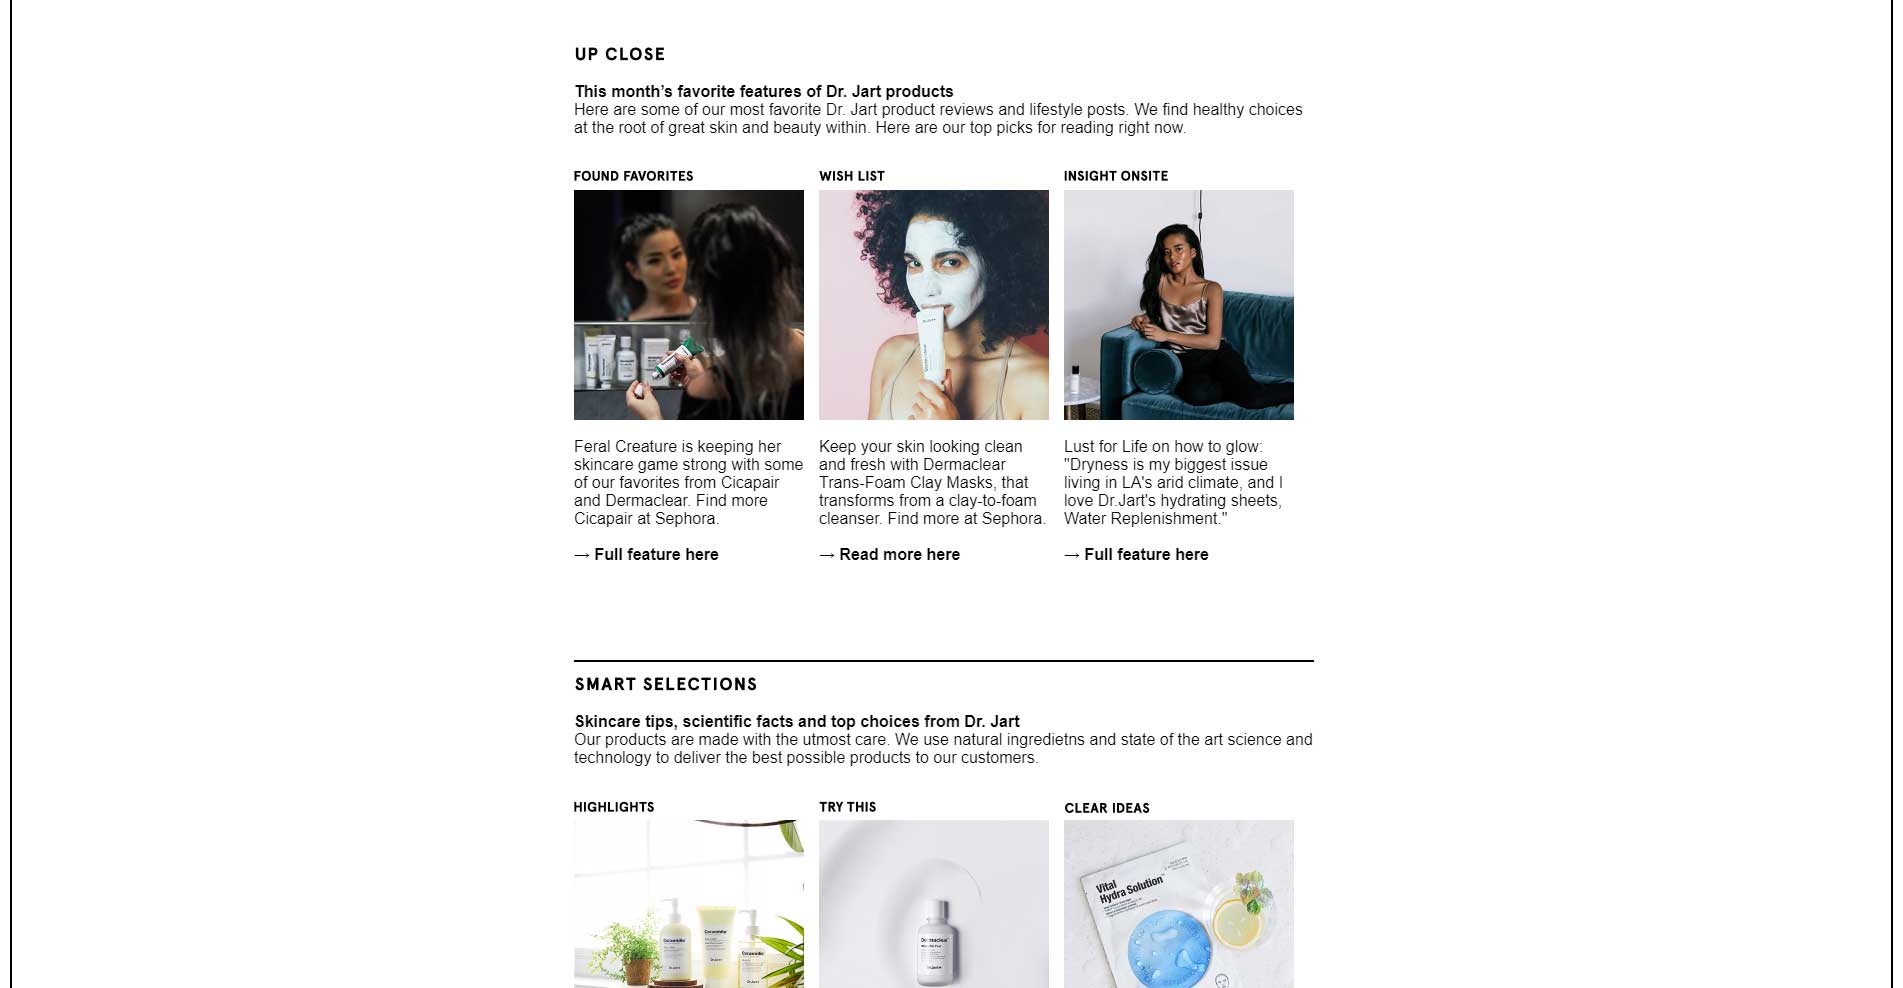 UP CLOSE
This month's favorite features of Dr. Jart products
Here are some of our most favorite Dr. Jart product reviews and lifestyle posts. We find healthy choices
at the root of great skin and beauty within. Here are our top picks for reading right now.
FOUND FAVORITES
WISH LIST
INSIGHT ONSITE
Feral Creature is keeping her
skincare game strong with some
of our favorites from Cicapair
and Dermaclear. Find more
Cicapair at Sephora.
→ Full feature here
Keep your skin looking clean
and fresh with Dermaclear
Trans-Foam Clay Masks, that
transforms from a clay-to-foam
cleanser. Find more at Sephora.
→ Read more here
Lust for Life on how to glow:
"Dryness is my biggest issue
living in LA's arid climate, and I
love Dr.Jart's hydrating sheets,
Water Replenishment."
→ Full feature here
SMART SELECTIONS
Skincare tips, scientific facts and top choices from Dr. Jart
Our products are made with the utmost care. We use natural ingredietns and state of the art science and
technology to deliver the best possible products to our customers.
HIGHLIGHTS
TRY THIS
CLEAR IDEAS
Ceramidin
Ceramidin
Ceramidin
Dermaclear
Vital
Hydra Solution